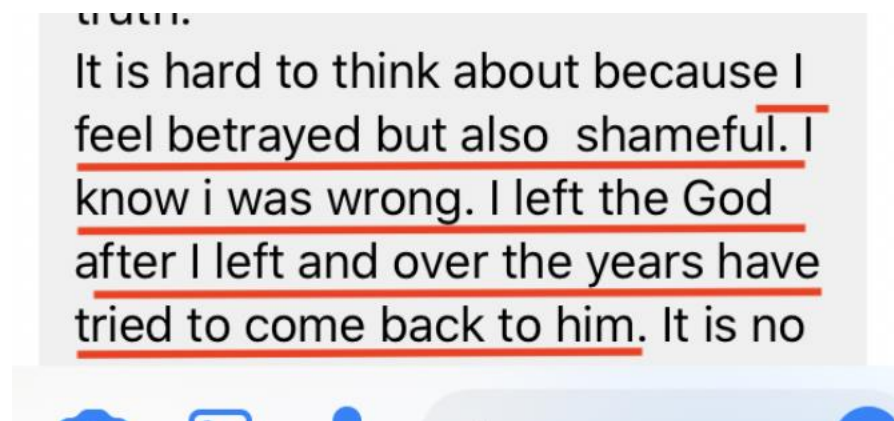 truth.
It is hard to think about because I
feel betrayed but also  shameful. I
know i was wrong. I left the God
after I left and over the years have
tried to come back to him. It is no